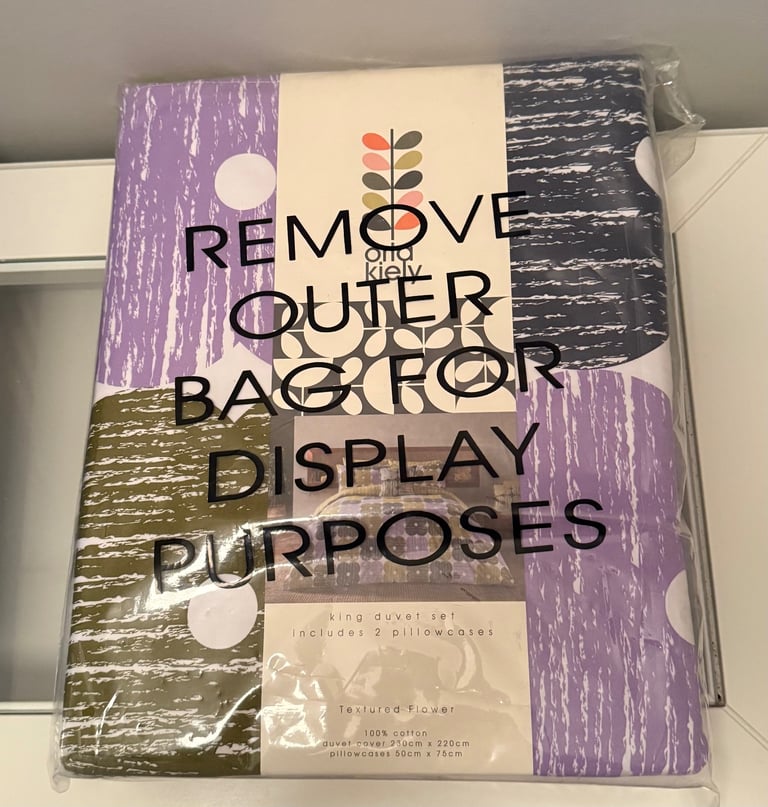 REMOVE
orla
kiely
OUTER
BAG FOR
DISPLAY
PURPOSES
king duvet set
includes 2 pillowcases
Textured Flower
100% cotton
duvet cover 230cm x 220cm
pillowcases 50cm x 75cm